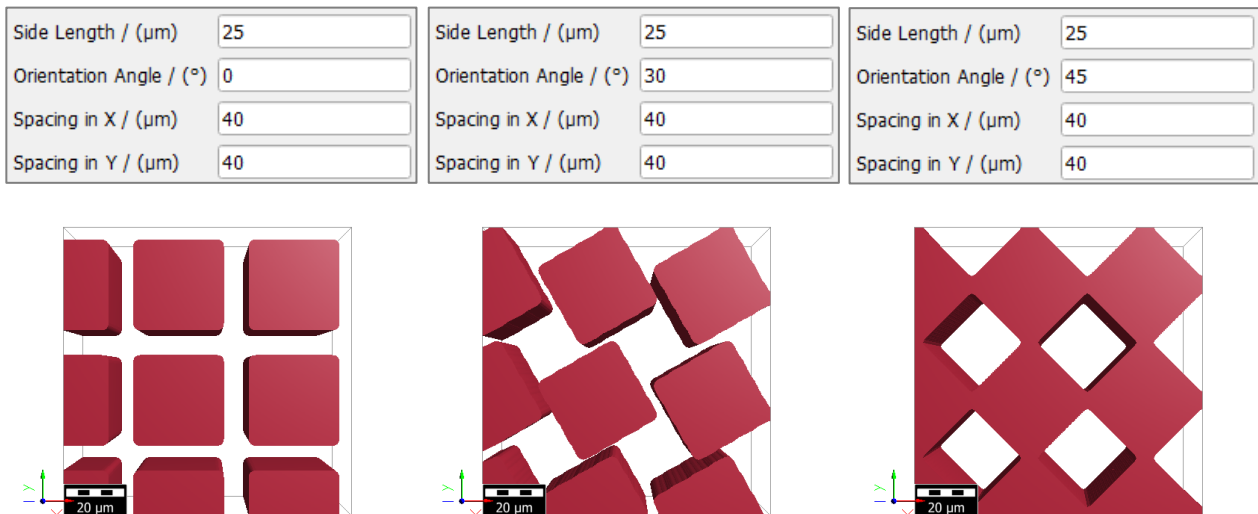 Side Length / (µm) 25
Orientation Angle / (°) 0
Spacing in X / (µm) 40
Spacing in Y / (µm) 40
Side Length / (µm) 25
Orientation Angle / (°) 30
Spacing in X / (µm) 40
Spacing in Y / (µm) 40
Side Length / (µm) 25
Orientation Angle / (°) 45
Spacing in X / (µm) 40
Spacing in Y / (µm) 40
Y
X
20 µm
Y
X
20 µm
Y
X
20 µm